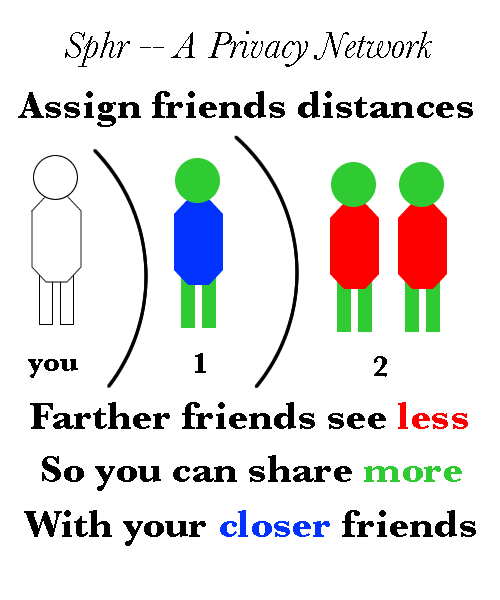 Sphr -- A Privacy Network
Assign friends distances
you 1 2
Farther friends see less
So you can share more
With your closer friends